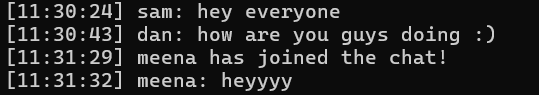 [11:30:24] sam: hey everyone
[11:30:43] dan: how are you guys doing :)
[11:31:29] meena has joined the chat!
[11:31:32] meena: heyyyy